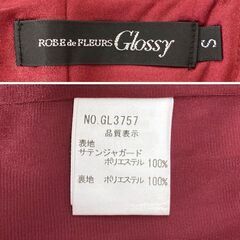 ROBE de FLEURS Glossy
S
NO.GL3757
品質表示
表地
サテンジャガード
ポリエステル 100%
裏地 ポリエステル 100%